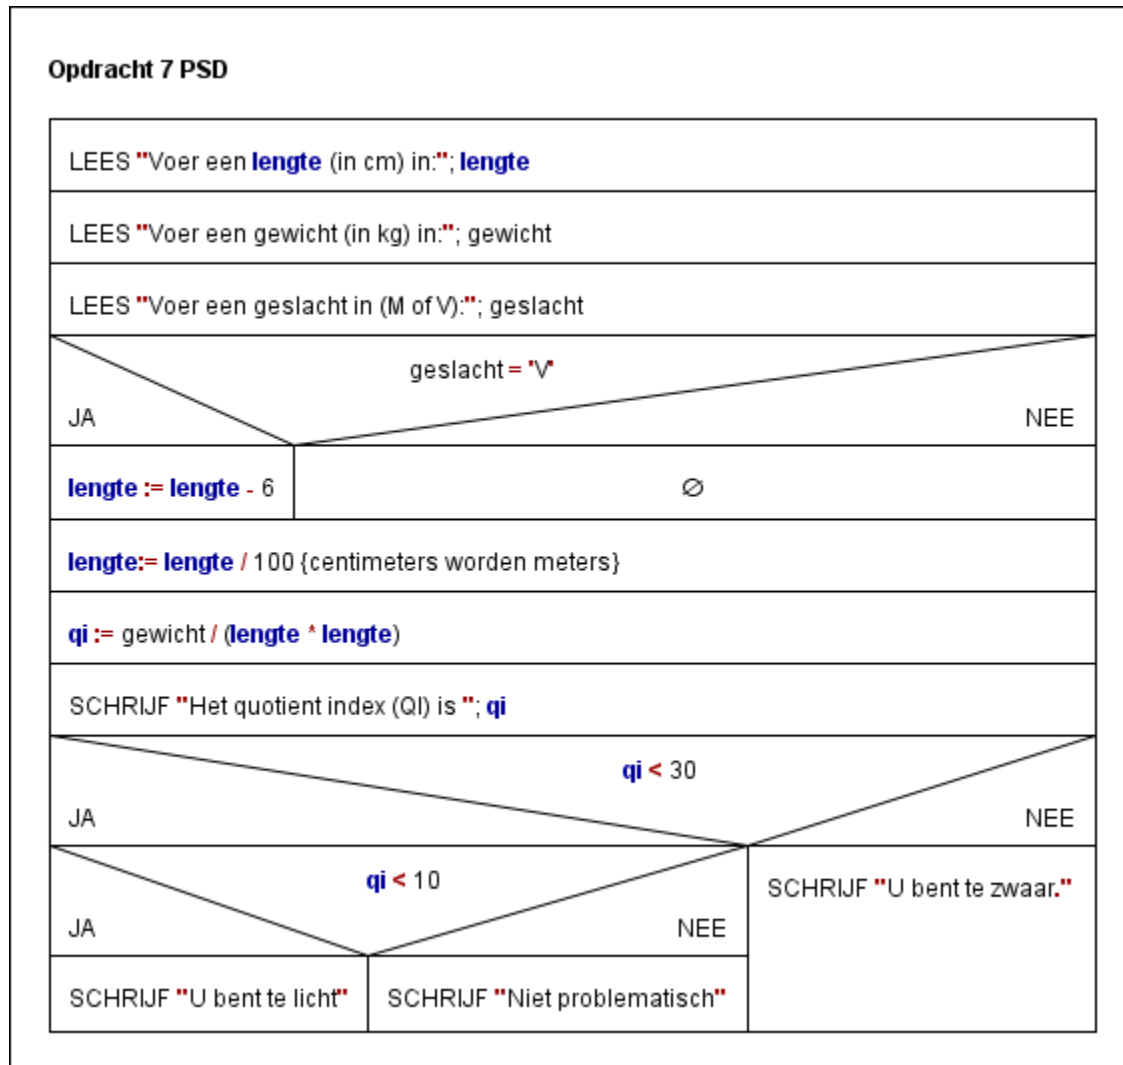 Opdracht 7 PSD
LEES "Voer een lengte (in cm) in:"; lengte
LEES "Voer een gewicht (in kg) in:"; gewicht
LEES "Voer een geslacht in (M of V):"; geslacht
geslacht = 'V'
JA
NEE
lengte := lengte - 6
∅
lengte:= lengte / 100 {centimeters worden meters}
qi := gewicht / (lengte * lengte)
SCHRIJF "Het quotient index (QI) is "; qi
qi < 30
JA
NEE
qi < 10
JA
NEE
SCHRIJF "U bent te zwaar."
SCHRIJF "U bent te licht"
SCHRIJF "Niet problematisch"